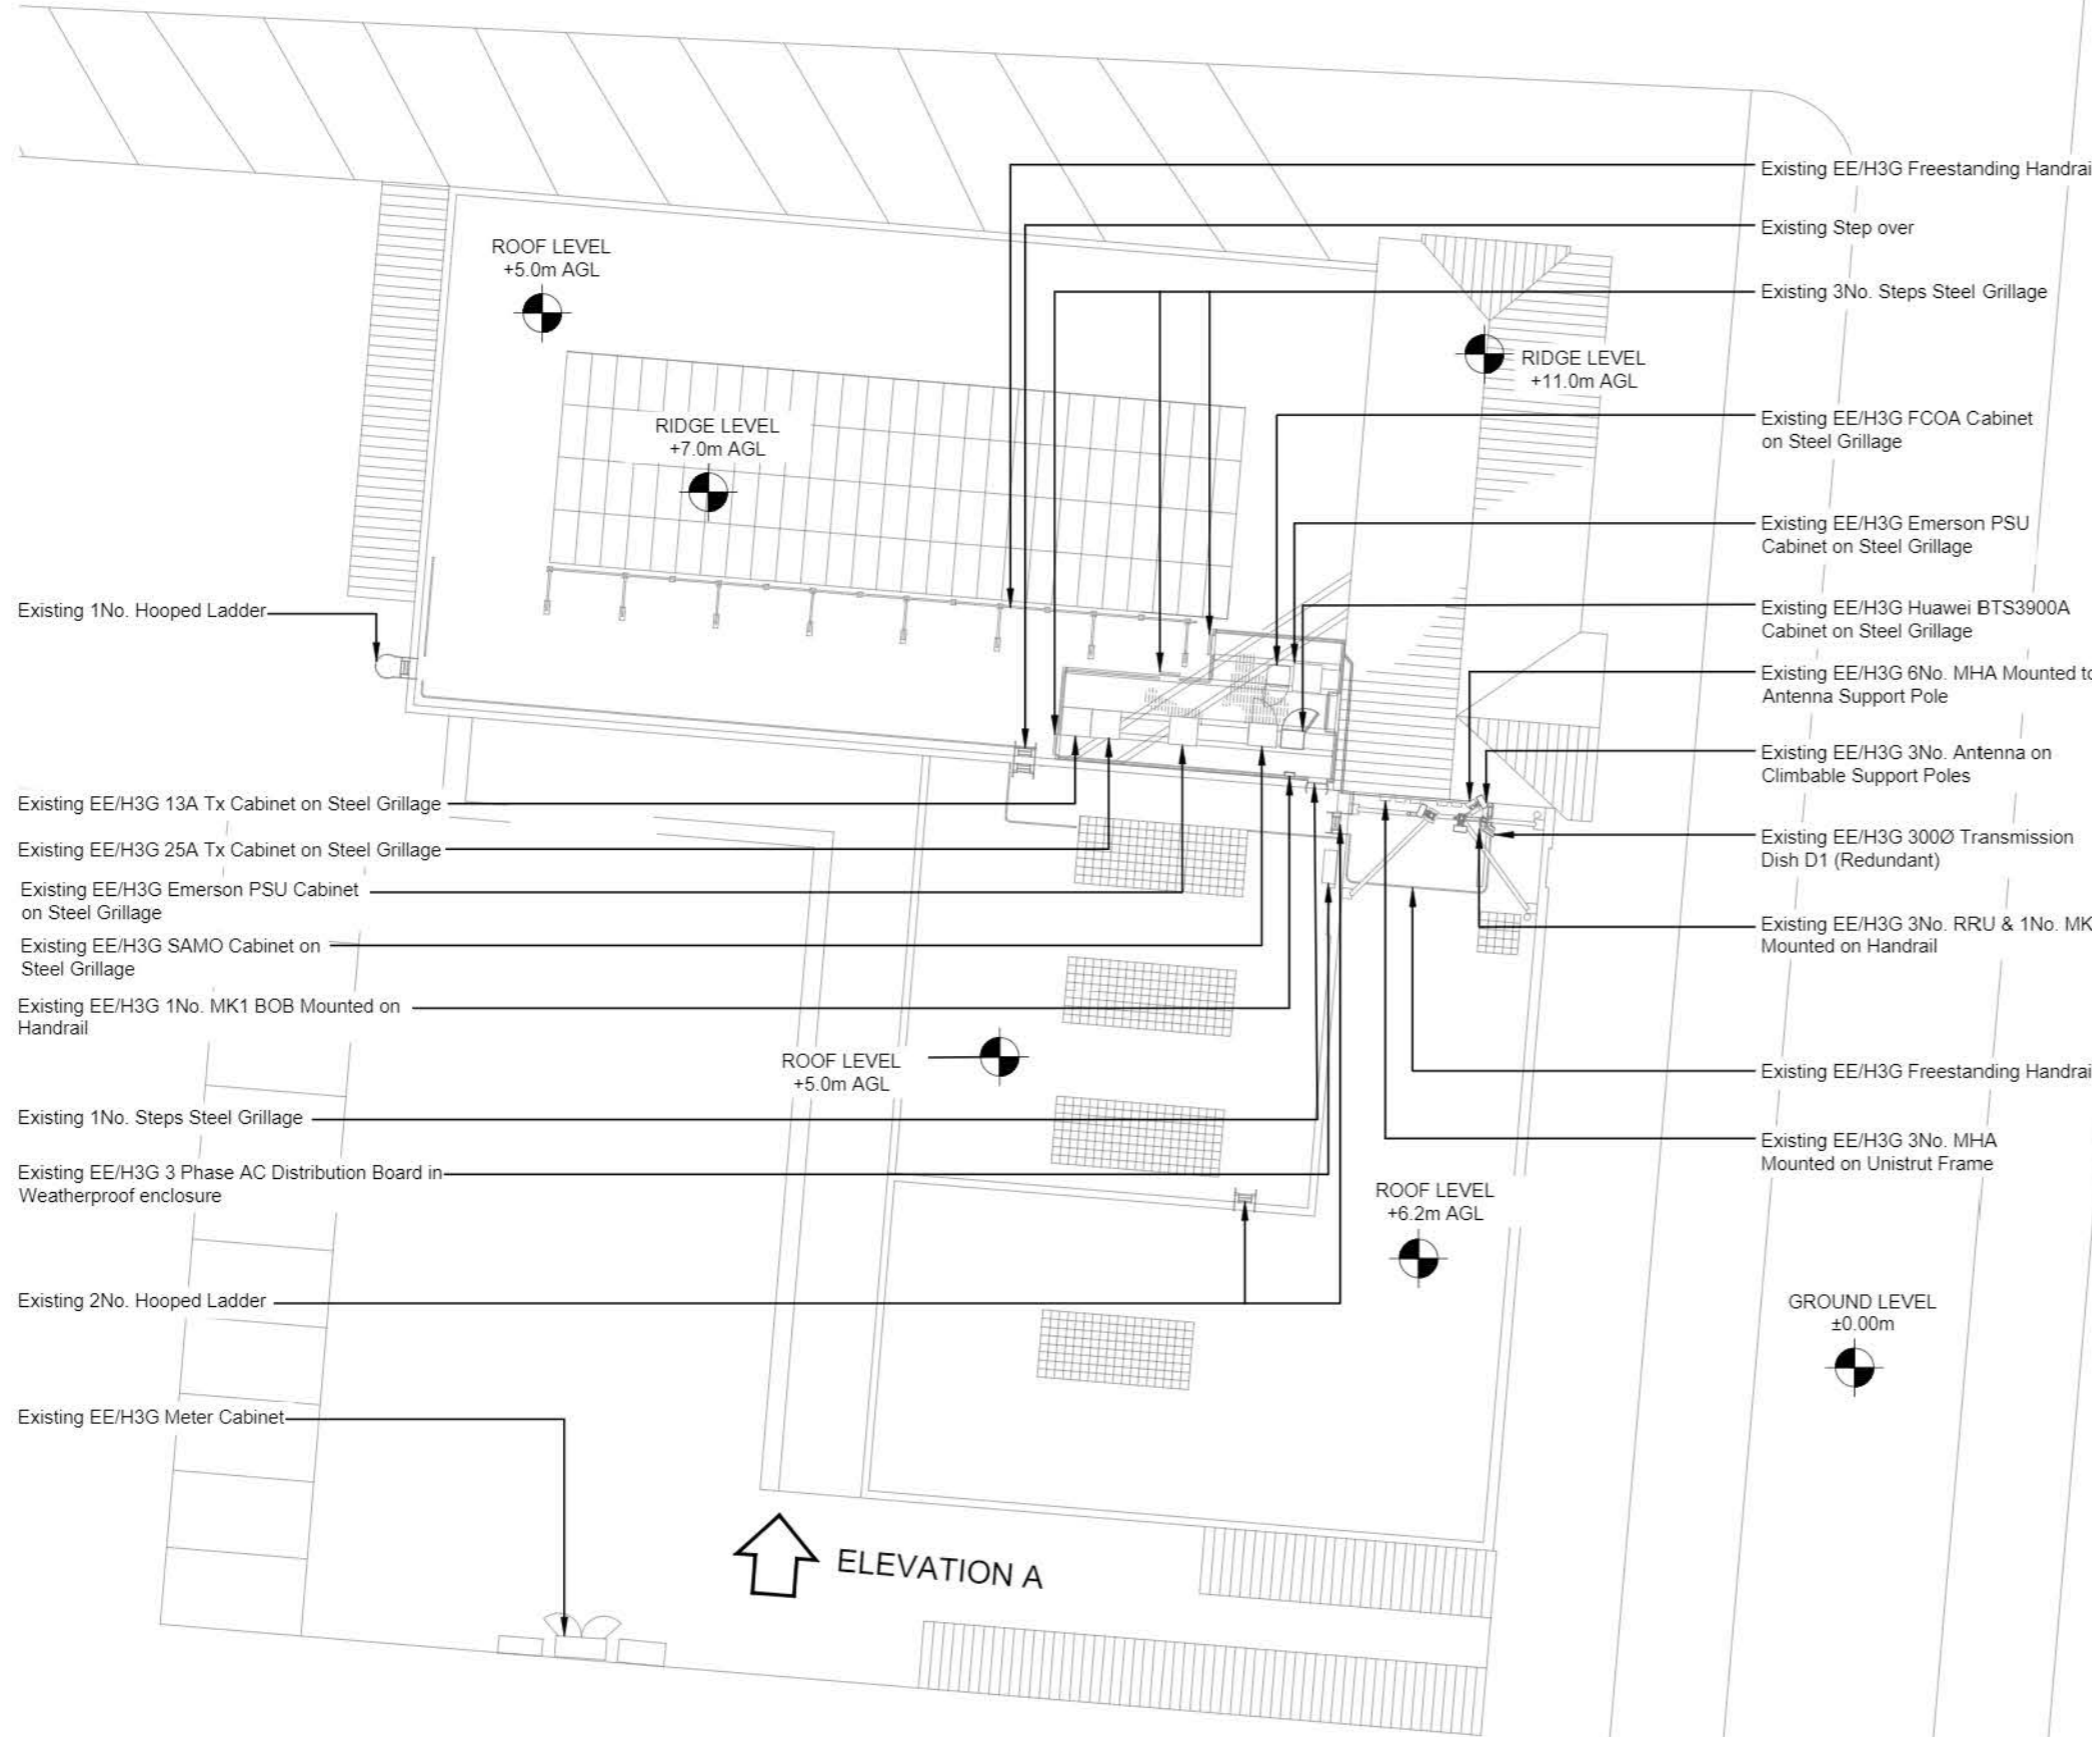 Existing EE/H3G Freestanding Handrai
Existing Step over
Existing 3No. Steps Steel Grillage
ROOF LEVEL
+5.0m AGL
RIDGE LEVEL
+11.0m AGL
RIDGE LEVEL
+7.0m AGL
Existing EE/H3G FCOA Cabinet
on Steel Grillage
Existing EE/H3G Emerson PSU
Cabinet on Steel Grillage
Existing 1No. Hooped Ladder
Existing EE/H3G Huawei BTS3900A
Cabinet on Steel Grillage
Existing EE/H3G 6No. MHA Mounted to
Antenna Support Pole
Existing EE/H3G 3No. Antenna on
Climbable Support Poles
Existing EE/H3G 13A Tx Cabinet on Steel Grillage
Existing EE/H3G 25A Tx Cabinet on Steel Grillage
Existing EE/H3G 300Ø Transmission
Dish D1 (Redundant)
Existing EE/H3G Emerson PSU Cabinet
on Steel Grillage
Existing EE/H3G SAMO Cabinet on
Steel Grillage
Existing EE/H3G 3No. RRU & 1No. MK
Mounted on Handrail
Existing EE/H3G 1No. MK1 BOB Mounted on
Handrail
ROOF LEVEL
+5.0m AGL
Existing EE/H3G Freestanding Handrai
Existing 1No. Steps Steel Grillage
Existing EE/H3G 3No. MHA
Mounted on Unistrut Frame
Existing EE/H3G 3 Phase AC Distribution Board in
Weatherproof enclosure
ROOF LEVEL
+6.2m AGL
Existing 2No. Hooped Ladder
GROUND LEVEL
±0.00m
Existing EE/H3G Meter Cabinet
ELEVATION A